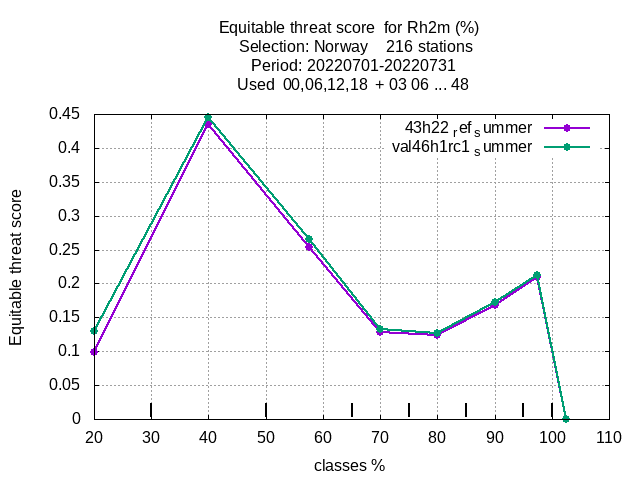 Equitable threat score  for Rh2m (%)
Selection: Norway    216 stations
Period: 20220701-20220731
Used  00,06,12,18  + 03 06 ... 48
43h22 ref summer
val46h1rc1 summer
0.45
0.4
0.35
0.3
0.25
0.2
0.15
0.1
0.05
0
Equitable threat score
20 30 40 50 60 70 80 90 100 110
classes %